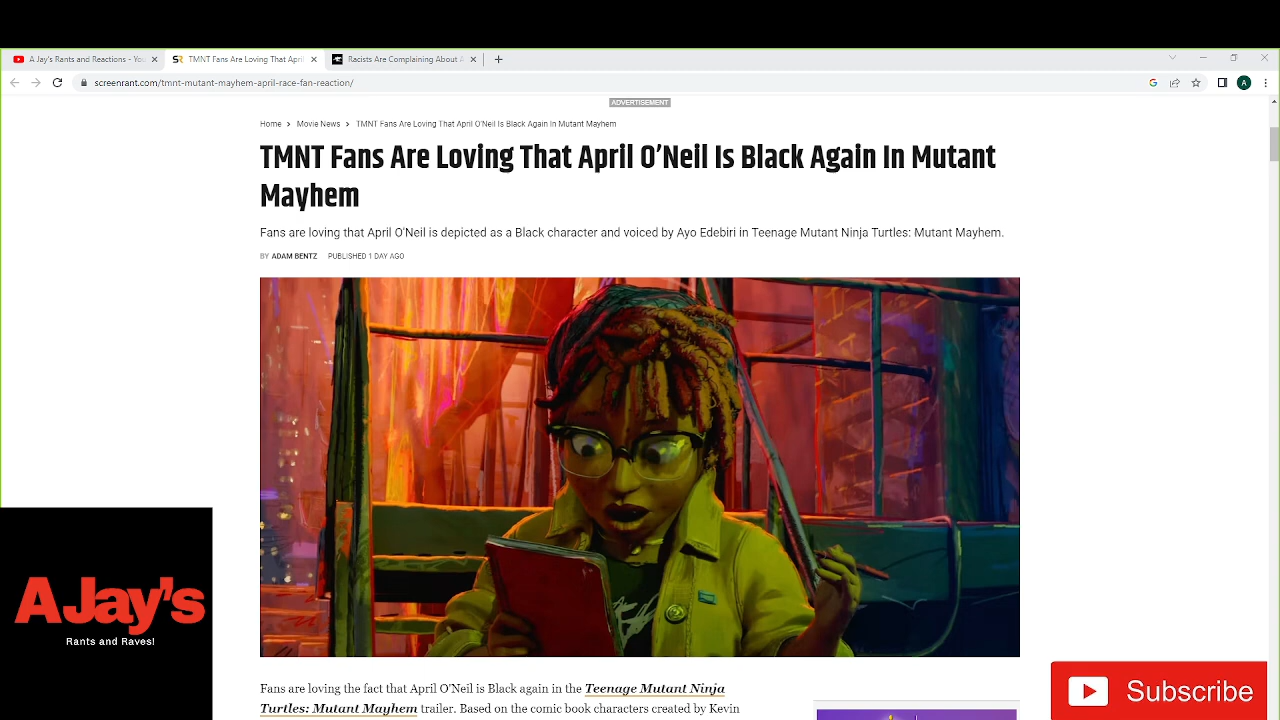 A Jay's Rants and Reactions - You
TMNT Fans Are Loving That April
Racists Are Complaining About A
screenrant.com/tmnt-mutant-mayhem-april-race-fan-reaction/
A
ADVERTISEMENT
Home > Movie News > TMNT Fans Are Loving That April O'Neil Is Black Again In Mutant Mayhem
TMNT Fans Are Loving That April O’Neil Is Black Again In Mutant
Mayhem
Fans are loving that April O'Neil is depicted as a Black character and voiced by Ayo Edebiri in Teenage Mutant Ninja Turtles: Mutant Mayhem.
BY ADAM BENTZ PUBLISHED 1 DAY AGO
Fans are loving the fact that April O'Neil is Black again in the Teenage Mutant Ninja
Turtles: Mutant Mayhem trailer. Based on the comic book characters created by Kevin
A Jay's
Rants and Raves!
Subscribe